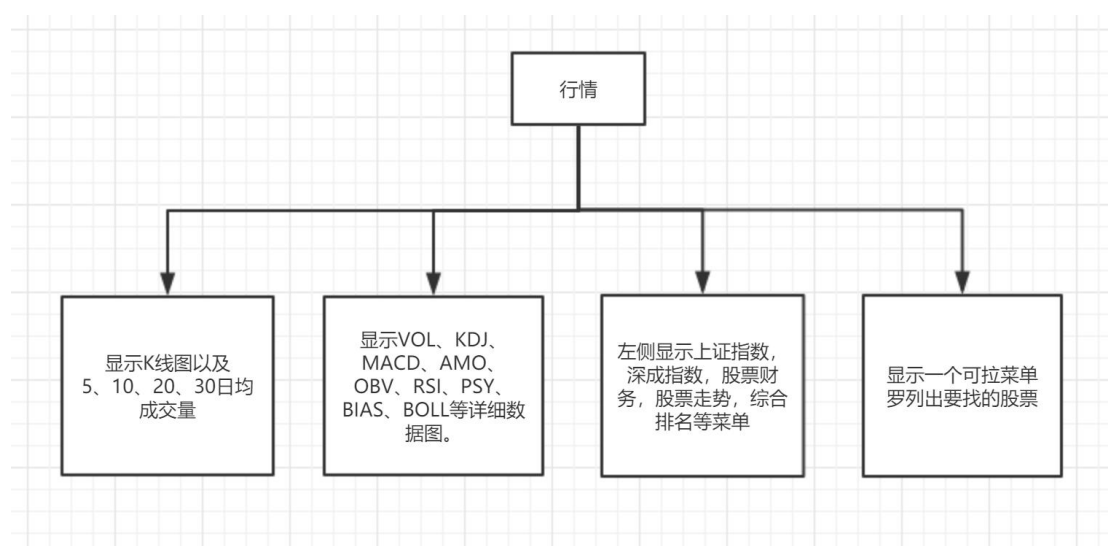 行情
显示K线图以及
5、10、20、30日均
成交量
显示VOL、KDJ、
MACD、AMO、
OBV、RSI、PSY、
BIAS、BOLL等详细数
据图。
左侧显示上证指数，
深成指数，股票财
务，股票走势，综合
排名等菜单
显示一个可拉菜单
罗列出要找的股票